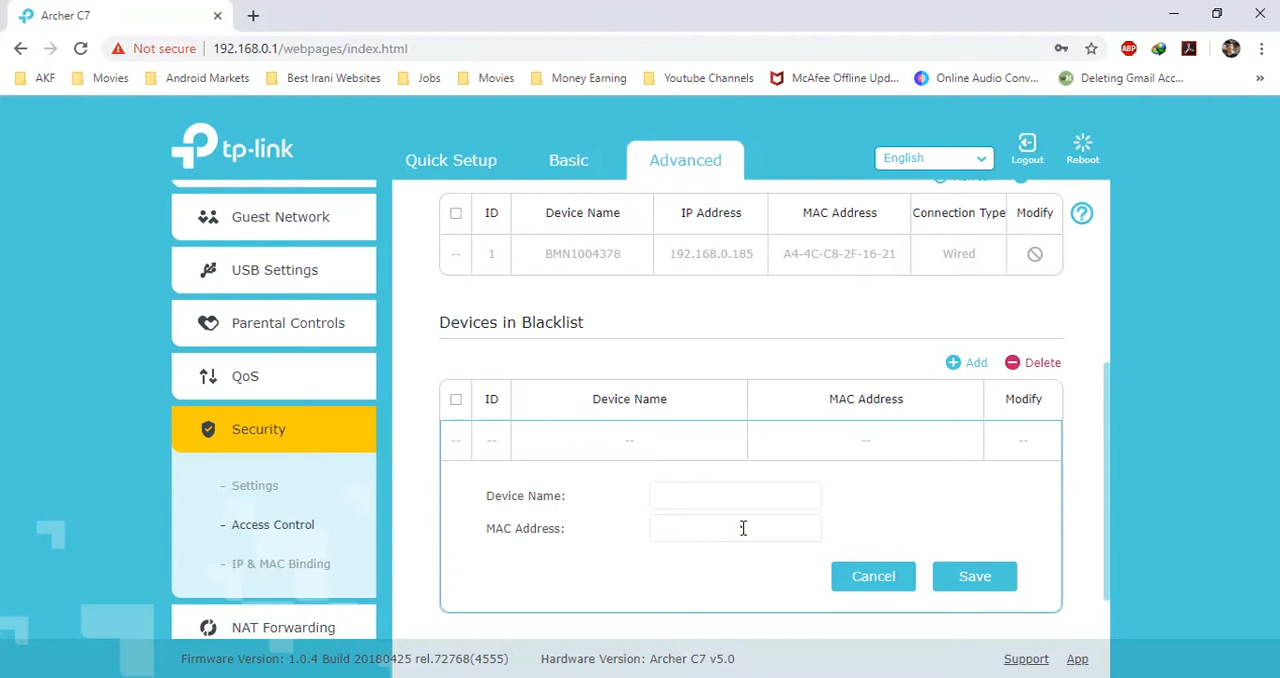 Archer C7
Not secure 192.168.0.1/webpages/index.html
AKF Movies Android Markets Best Irani Websites Jobs Movies Money Earning Youtube Channels McAfee Offline Upd... Online Audio Conv... Deleting Gmail Acc... »
ABP
tp-link
Quick Setup Basic Advanced English Logout Reboot
Guest Network
USB Settings
Parental Controls
QoS
Security
- Settings
- Access Control
- IP & MAC Binding
NAT Forwarding
ID Device Name IP Address MAC Address Connection Type Modify
-- 1 BMN1004378 192.168.0.185 A4-4C-C8-2F-16-21 Wired
Devices in Blacklist
Add Delete
ID Device Name MAC Address Modify
-- -- -- -- --
Device Name:
MAC Address:
Cancel Save
Firmware Version: 1.0.4 Build 20180425 rel.72768(4555) Hardware Version: Archer C7 v5.0 Support App